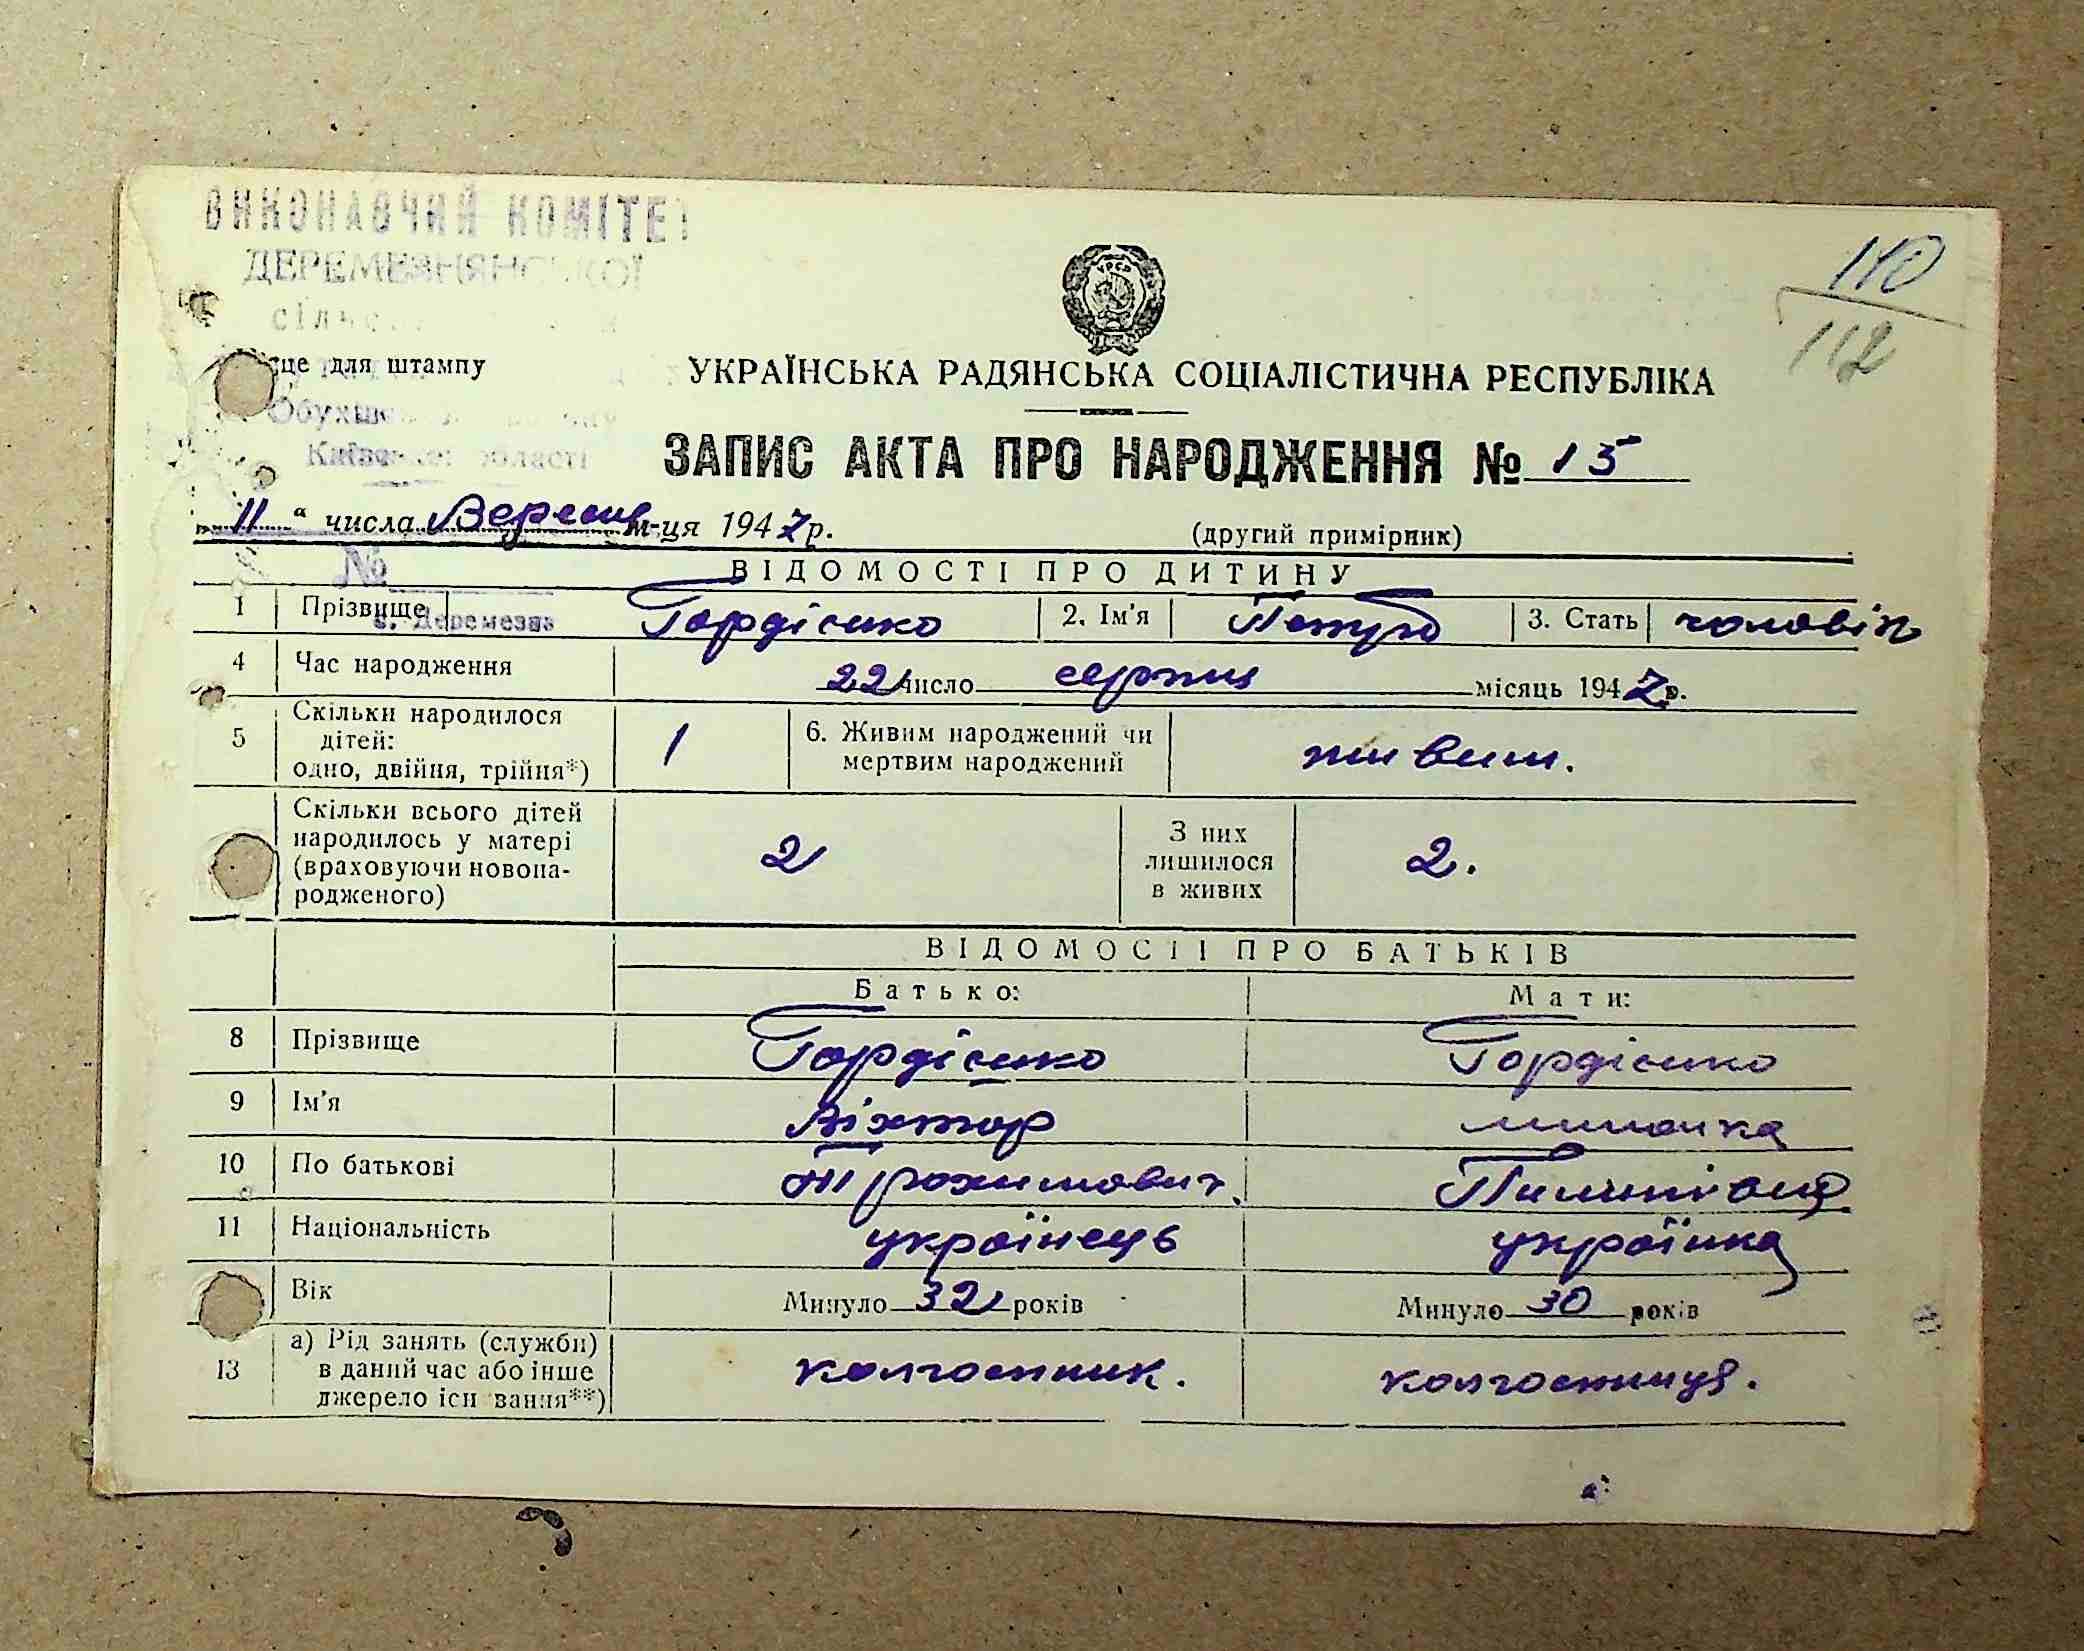 ВИКОНАВЧИЙ КОМІТЕТ
ДЕРЕМЕЗНЯНСЬКОЇ
110
112
УРСР
це для штампу
УКРАЇНСЬКА РАДЯНСЬКА СОЦІАЛІСТИЧНА РЕСПУБЛІКА
області
ЗАПИС АКТА ПРО НАРОДЖЕННЯ № 15
11 " числа Вересня м-ця 1947 р.
(другий примірник)
№
ВІДОМОСТІ ПРО ДИТИНУ
1 Прізвище Гордієнко 2. Ім'я 3. Стать чоловіч
с. Деремезна
4 Час народження 22 число серпня місяць 1947 р.
5 Скільки народилося дітей: одно, двійня, трійня*) 1 6. Живим народжений чи мертвим народжений живим.
Скільки всього дітей народилось у матері (враховуючи новонародженого) 2 З них лишилося в живих 2.
ВІДОМОСТІ ПРО БАТЬКІВ
Батько: Мати:
8 Прізвище Гордієнко Гордієнко
9 Ім'я Віктор
10 По батькові
11 Національність українець українка
Вік Минуло 32 років Минуло 30 років
13 а) Рід занять (служби) в даний час або інше джерело існування**) колгоспник. колгоспниця.